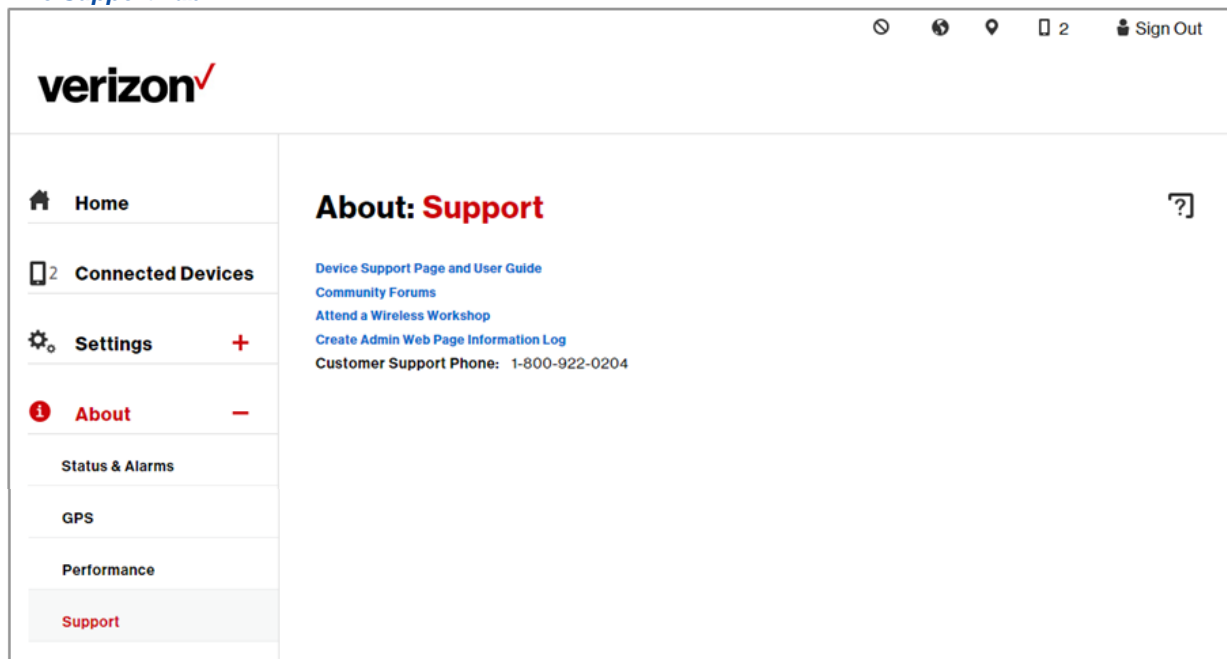 2 Sign Out
verizon
Home
2 Connected Devices
Settings
About
Status & Alarms
GPS
Performance
Support
About: Support
Device Support Page and User Guide
Community Forums
Attend a Wireless Workshop
Create Admin Web Page Information Log
Customer Support Phone: 1-800-922-0204